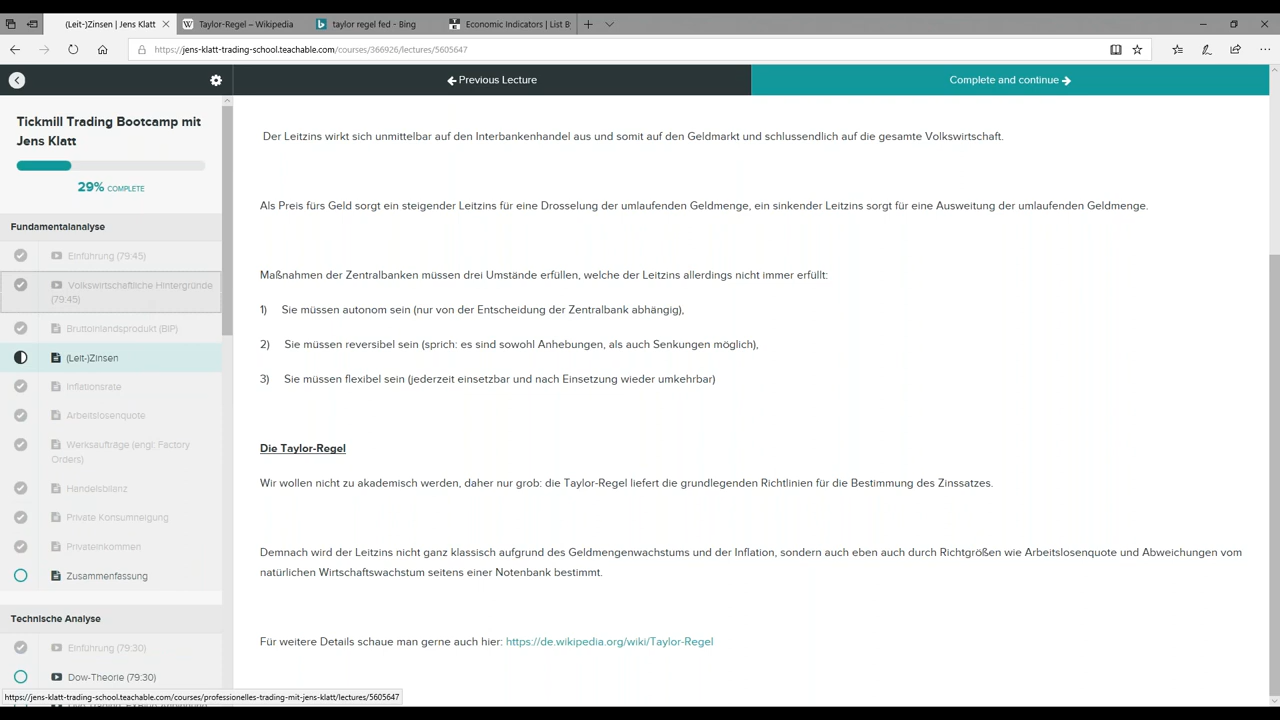 (Leit-)Zinsen | Jens Klatt
Taylor-Regel – Wikipedia
taylor regel fed - Bing
Economic Indicators | List By
https://jens-klatt-trading-school.teachable.com/courses/366926/lectures/5605647
Previous Lecture
Complete and continue
Tickmill Trading Bootcamp mit
Jens Klatt
29% COMPLETE
Fundamentalanalyse
Einführung (79:45)
Volkswirtschaftliche Hintergründe
(79:45)
Bruttoinlandsprodukt (BIP)
(Leit-)Zinsen
Inflationsrate
Arbeitslosenquote
Werksaufträge (engl: Factory
Orders)
Handelsbilanz
Private Konsumneigung
Privateinkommen
Zusammenfassung
Technische Analyse
Einführung (79:30)
Dow-Theorie (79:30)
https://jens-klatt-trading-school.teachable.com/courses/professionelles-trading-mit-jens-klatt/lectures/5605647
Der Leitzins wirkt sich unmittelbar auf den Interbankenhandel aus und somit auf den Geldmarkt und schlussendlich auf die gesamte Volkswirtschaft.
Als Preis fürs Geld sorgt ein steigender Leitzins für eine Drosselung der umlaufenden Geldmenge, ein sinkender Leitzins sorgt für eine Ausweitung der umlaufenden Geldmenge.
Maßnahmen der Zentralbanken müssen drei Umstände erfüllen, welche der Leitzins allerdings nicht immer erfüllt:
1) Sie müssen autonom sein (nur von der Entscheidung der Zentralbank abhängig),
2) Sie müssen reversibel sein (sprich: es sind sowohl Anhebungen, als auch Senkungen möglich),
3) Sie müssen flexibel sein (jederzeit einsetzbar und nach Einsetzung wieder umkehrbar)
Die Taylor-Regel
Wir wollen nicht zu akademisch werden, daher nur grob: die Taylor-Regel liefert die grundlegenden Richtlinien für die Bestimmung des Zinssatzes.
Demnach wird der Leitzins nicht ganz klassisch aufgrund des Geldmengenwachstums und der Inflation, sondern auch eben auch durch Richtgrößen wie Arbeitslosenquote und Abweichungen vom
natürlichen Wirtschaftswachstum seitens einer Notenbank bestimmt.
Für weitere Details schaue man gerne auch hier: https://de.wikipedia.org/wiki/Taylor-Regel